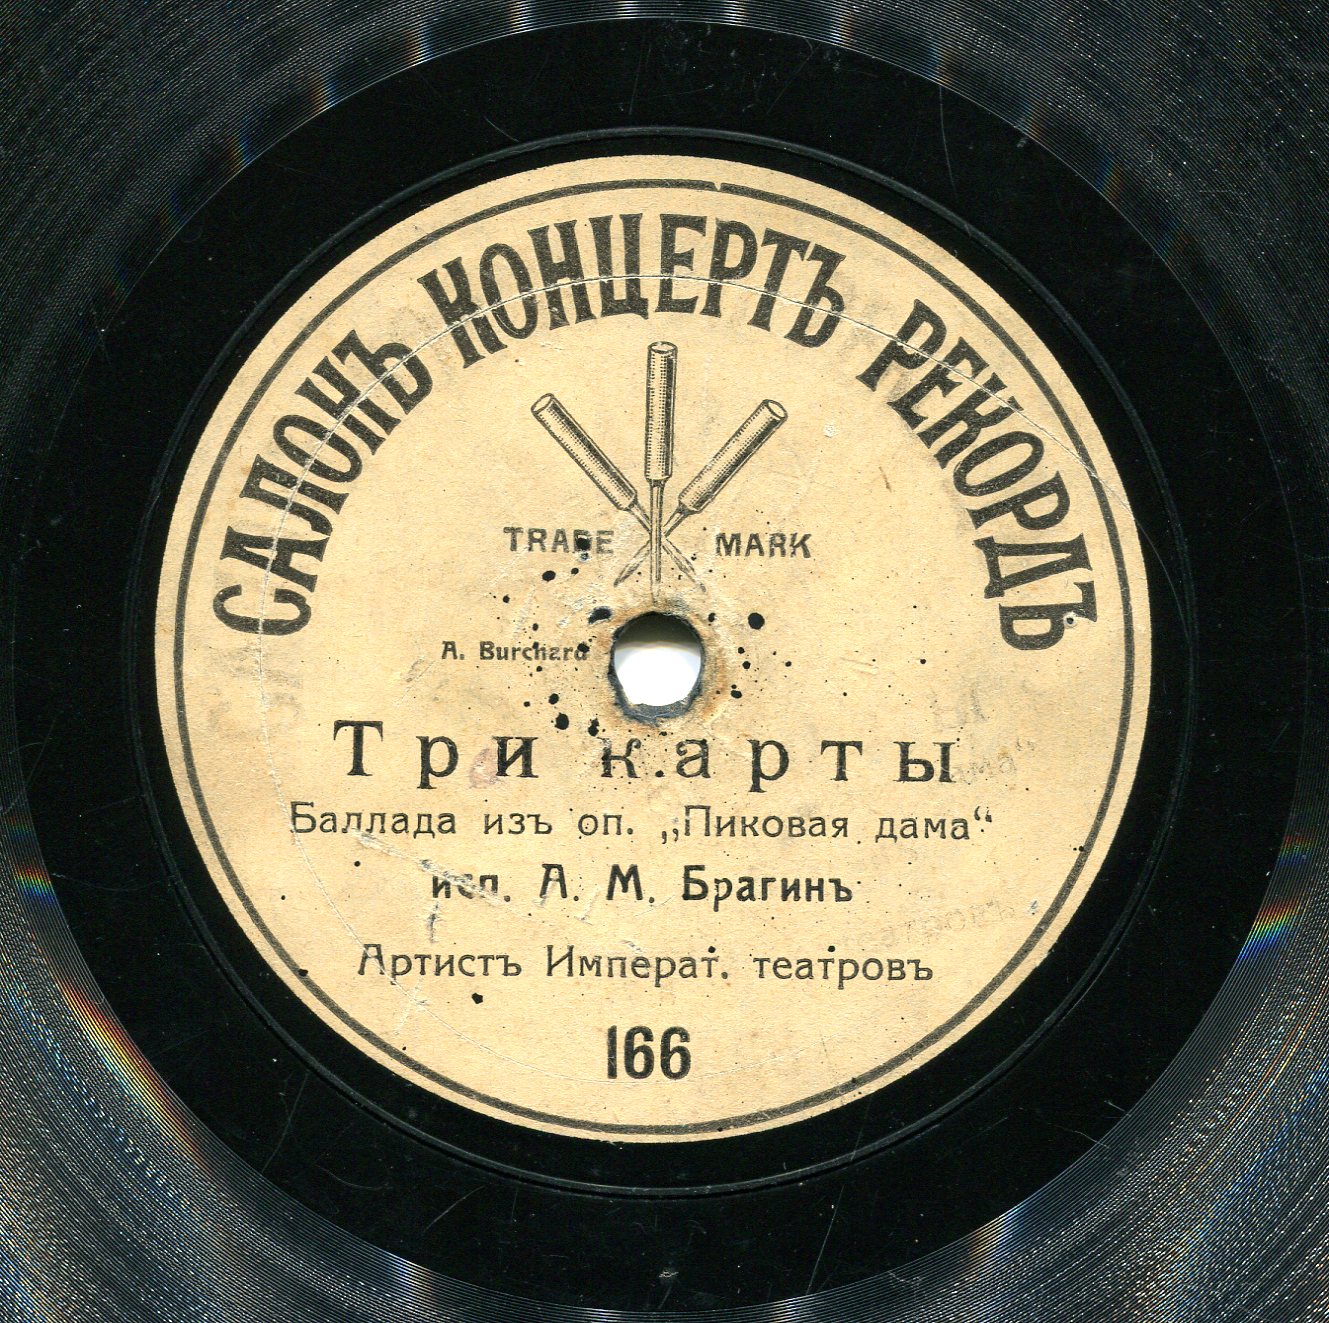 САЛОНЪ КОНЦЕРТЪ РЕКОРДЪ
TRADE MARK
A. Burchard
Три карты
Баллада изъ оп. „Пиковая дама“
исп. А. М. Брагинъ
Артистъ Императ. театровъ
166